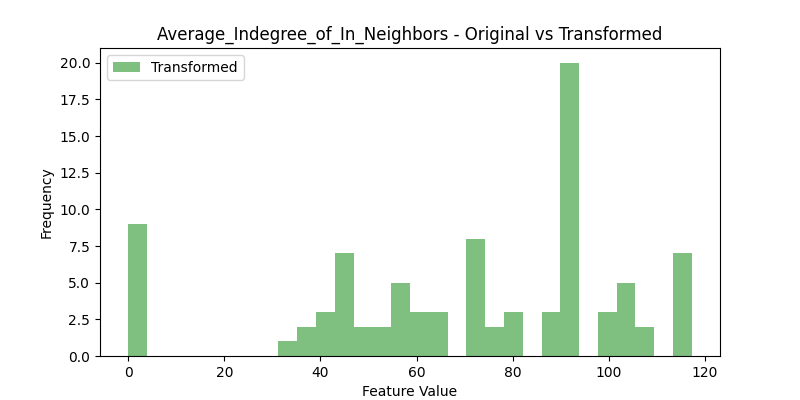 Average_Indegree_of_In_Neighbors - Original vs Transformed
Transformed
Frequency
20.0
17.5
15.0
12.5
10.0
7.5
5.0
2.5
0.0
0 20 40 60 80 100 120
Feature Value